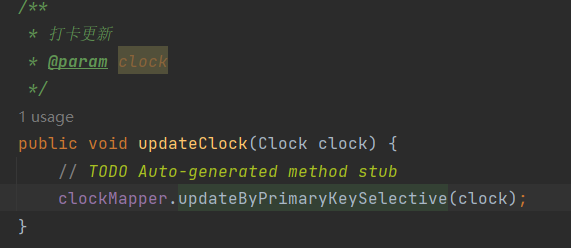 /**
 * 打卡更新
 * @param clock
 */
1 usage
public void updateClock(Clock clock) {
    // TODO Auto-generated method stub
    clockMapper.updateByPrimaryKeySelective(clock);
}